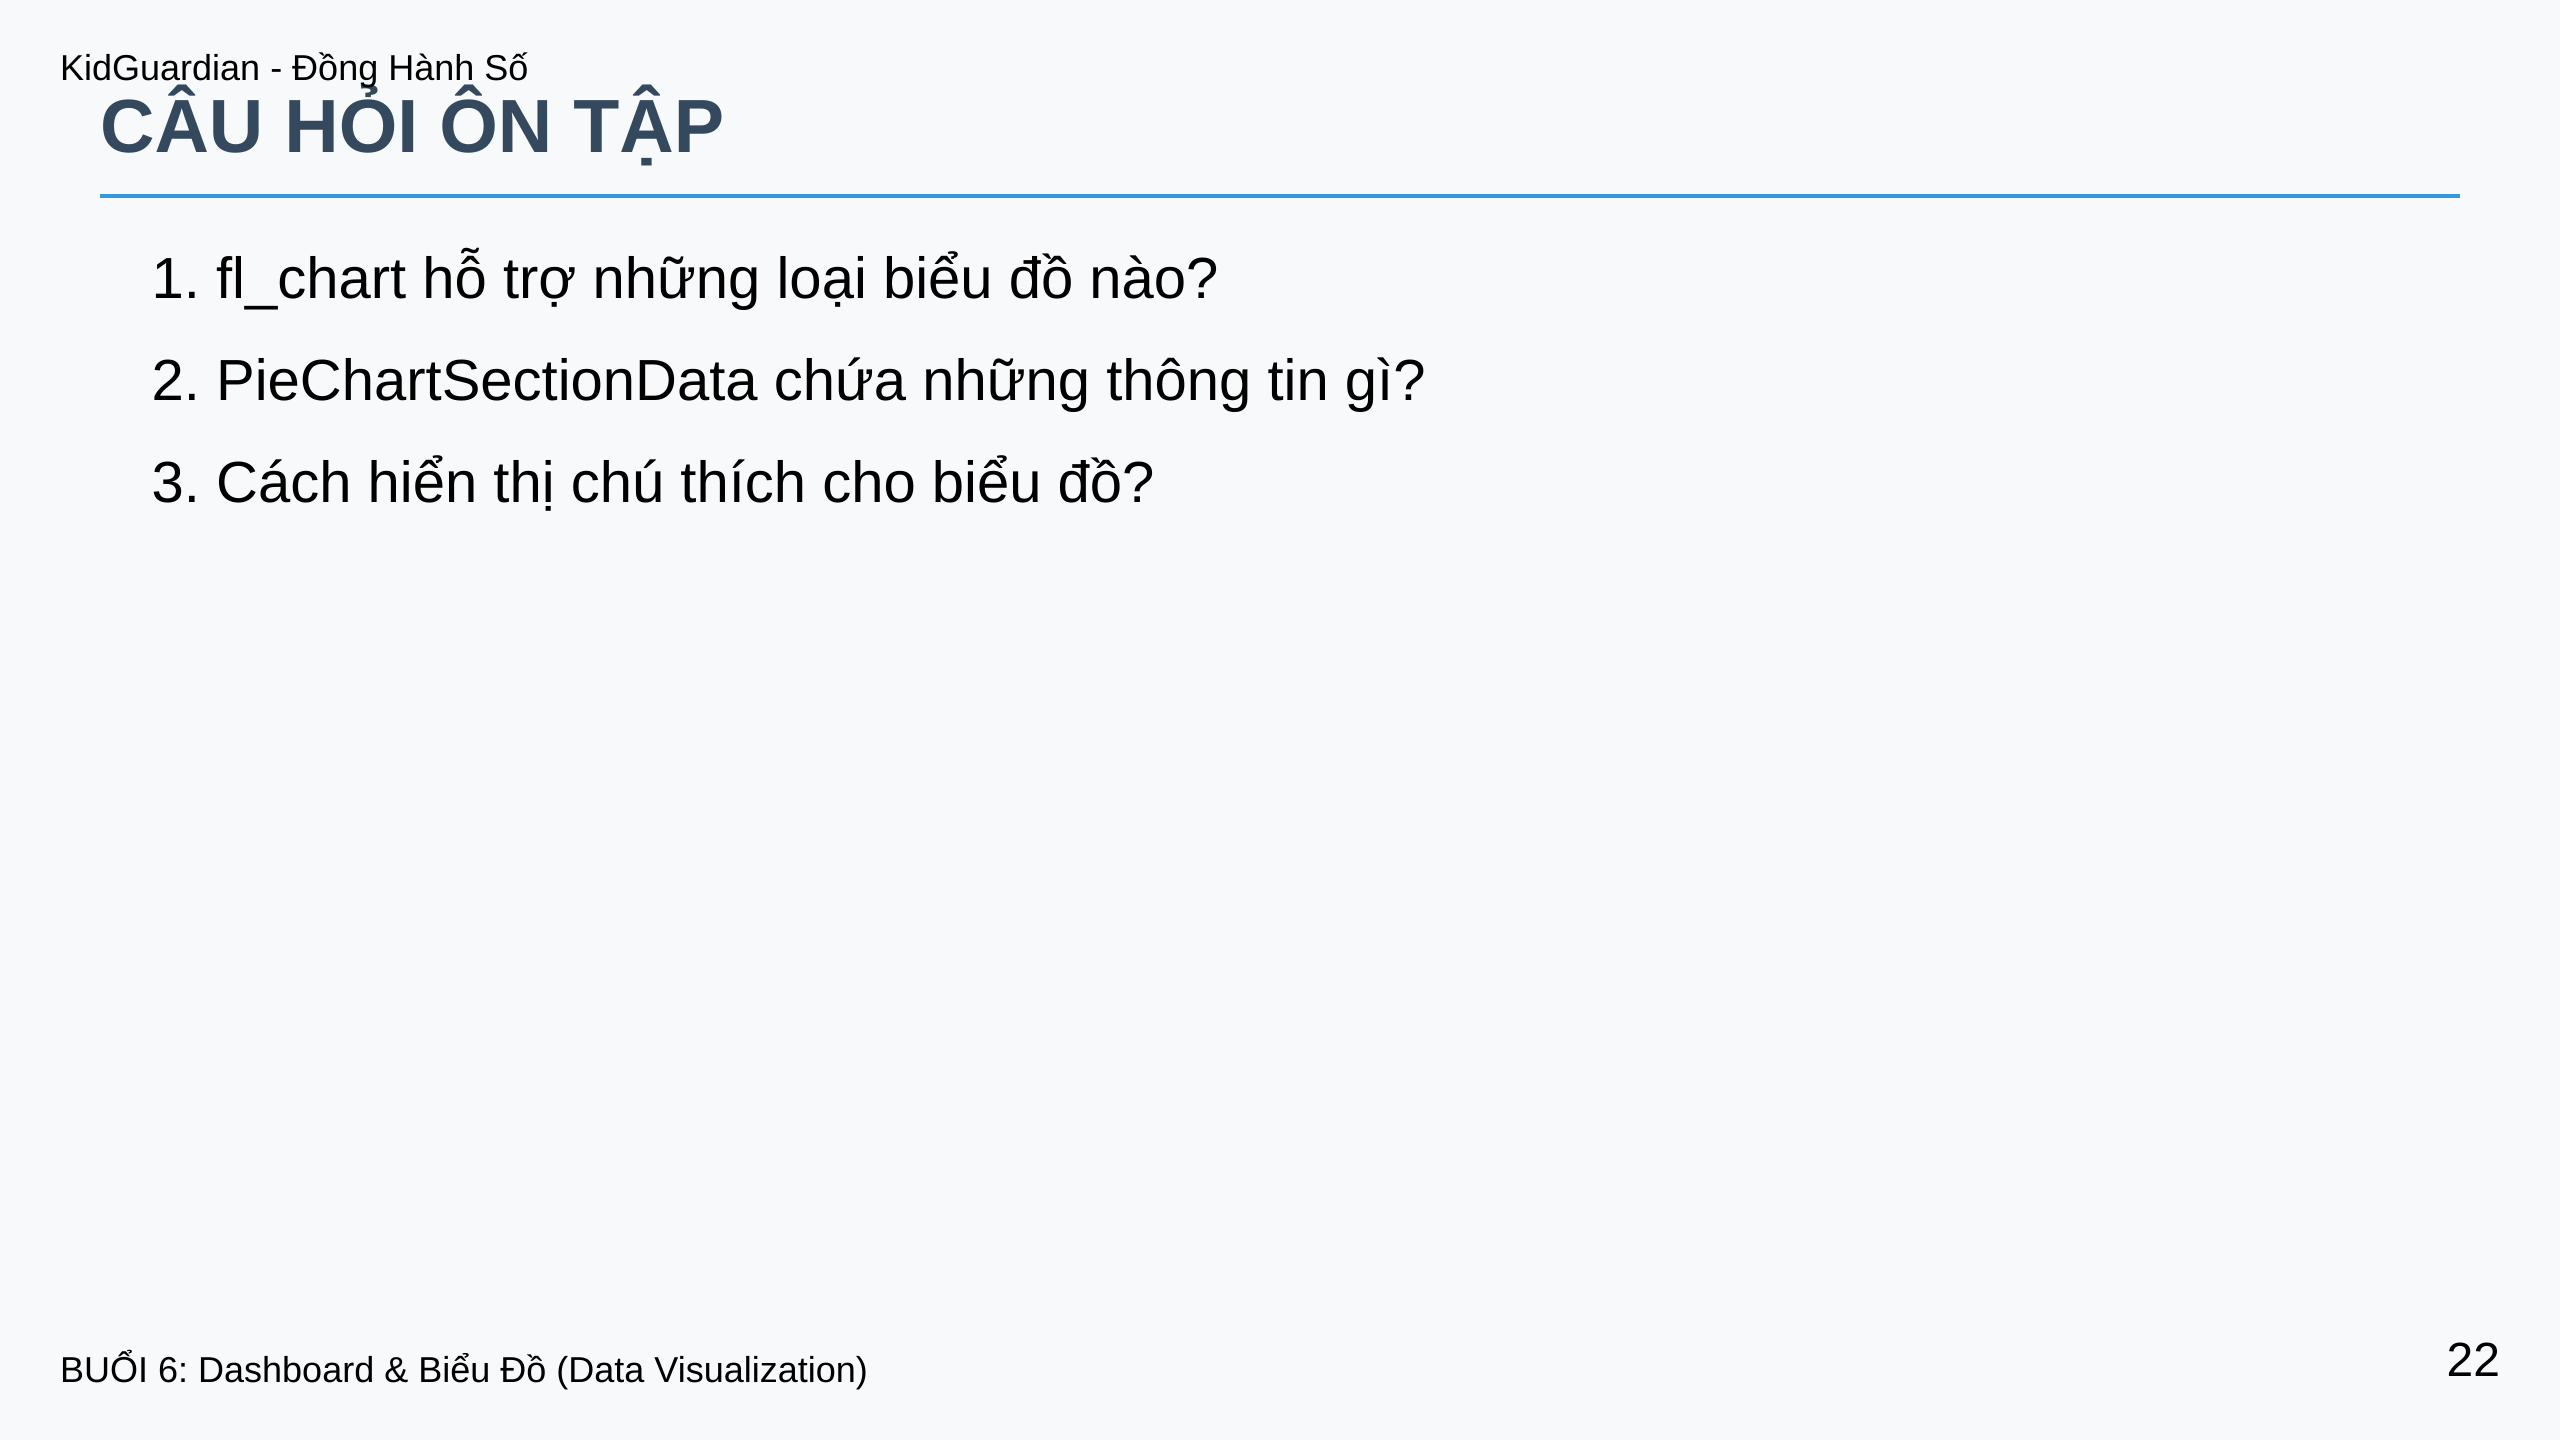 KidGuardian - Đồng Hành Số
CÂU HỎI ÔN TẬP
1. fl_chart hỗ trợ những loại biểu đồ nào?
2. PieChartSectionData chứa những thông tin gì?
3. Cách hiển thị chú thích cho biểu đồ?
BUỔI 6: Dashboard & Biểu Đồ (Data Visualization)
22